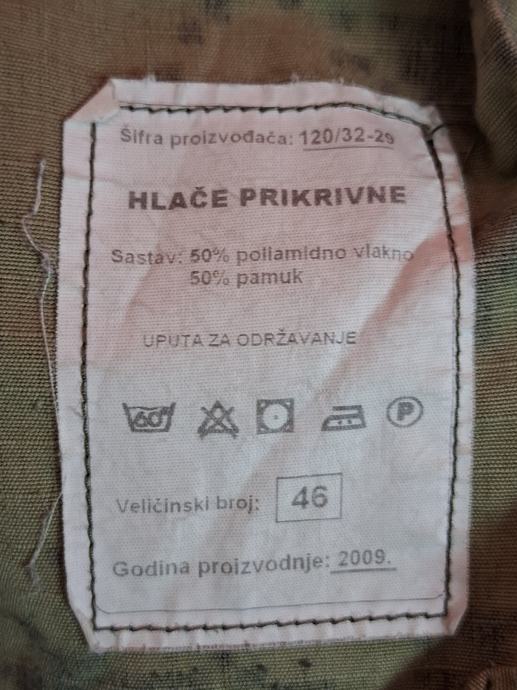 Šifra proizvođača: 120/32-29
HLAČE PRIKRIVNE
Sastav: 50% poliamidno vlakno
50% pamuk
UPUTA ZA ODRŽAVANJE
60° P
Veličinski broj: 46
Godina proizvodnje: 2009.